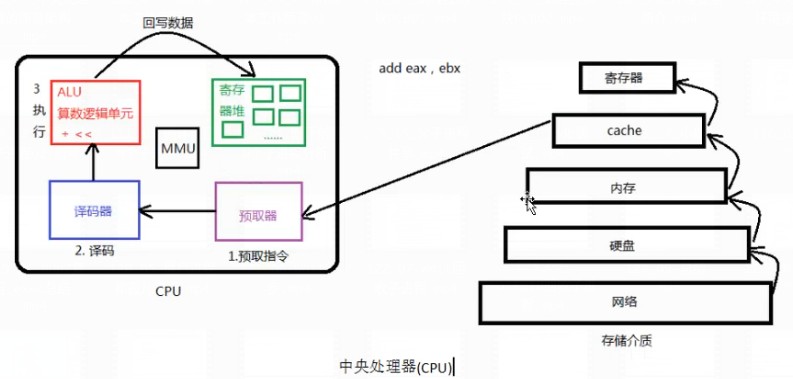 回写数据
3
执
行
ALU
算数逻辑单元
+ <<
寄存
器堆
......
MMU
译码器
2. 译码
预取器
1.预取指令
CPU
add eax , ebx
寄存器
cache
内存
硬盘
网络
存储介质
中央处理器(CPU)